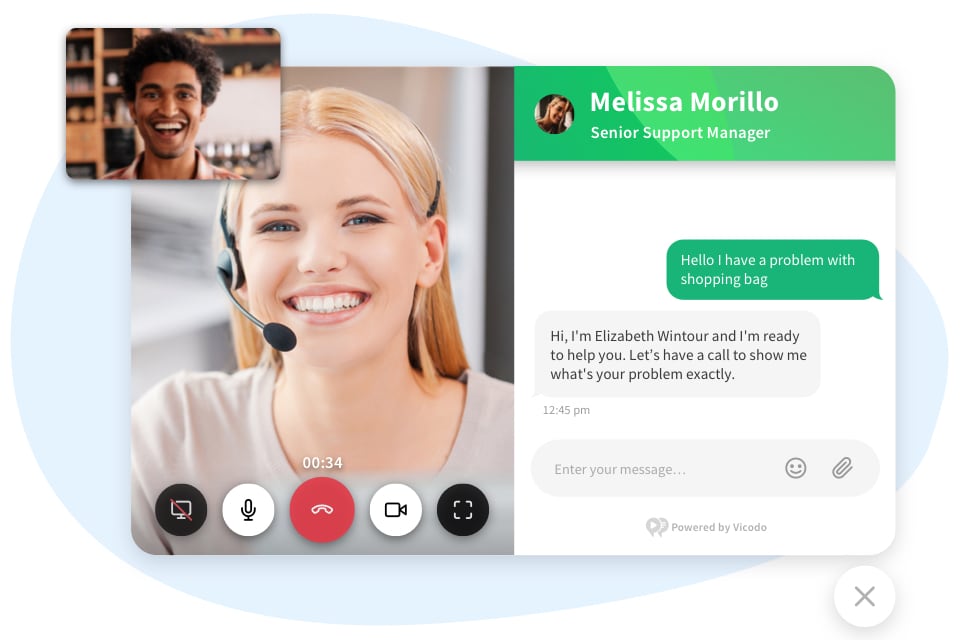 Melissa Morillo
Senior Support Manager
Hello I have a problem with
shopping bag
Hi, I'm Elizabeth Wintour and I'm ready
to help you. Let’s have a call to show me
what's your problem exactly.
12:45 pm
00:34
Enter your message...
Powered by Vicodo